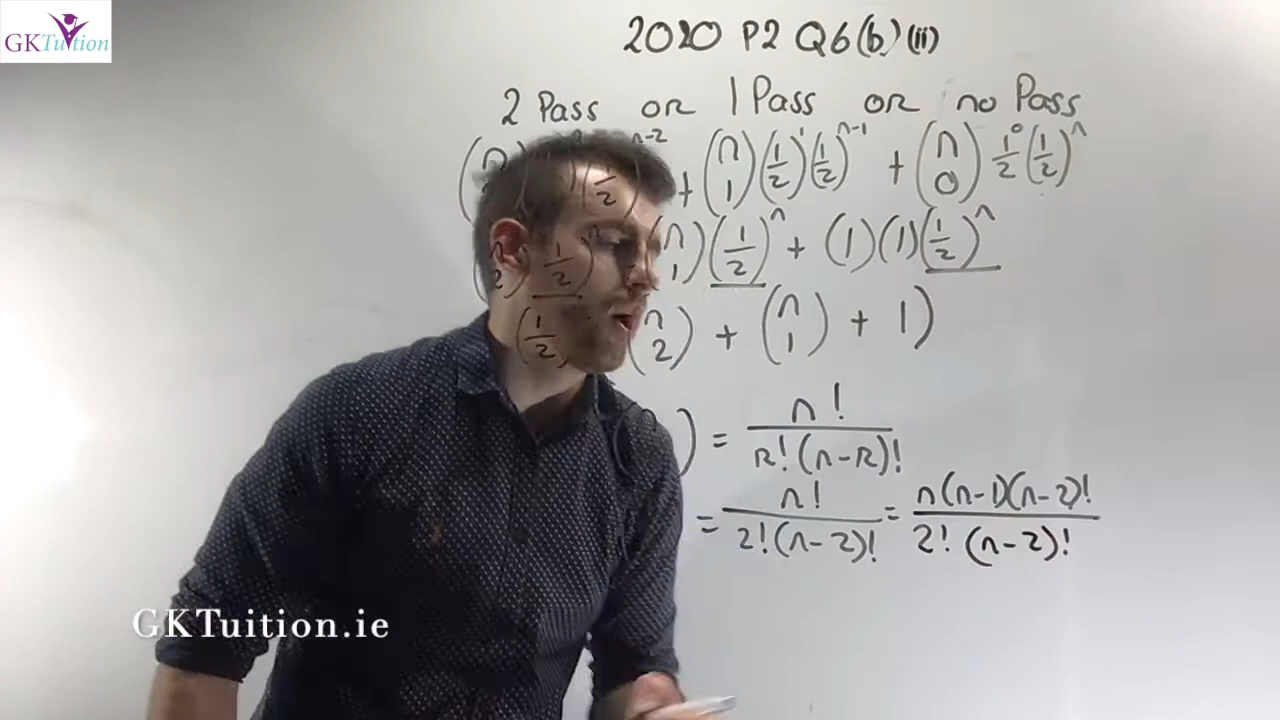 GKTuition
2020 P2 Q6(b)(ii)
2 Pass or 1 Pass or no Pass
n-2 + (n 1)(1/2)^1(1/2)^n-1 + (n 0) 1/2^0 (1/2)^n
(n 1)(1/2)^n + (1)(1)(1/2)^n
(1/2) (n 2) + (n 1) + 1)
) = n! / r!(n-r)!
= n! / 2!(n-2)! = n(n-1)(n-2)! / 2! (n-2)!
GKTuition.ie